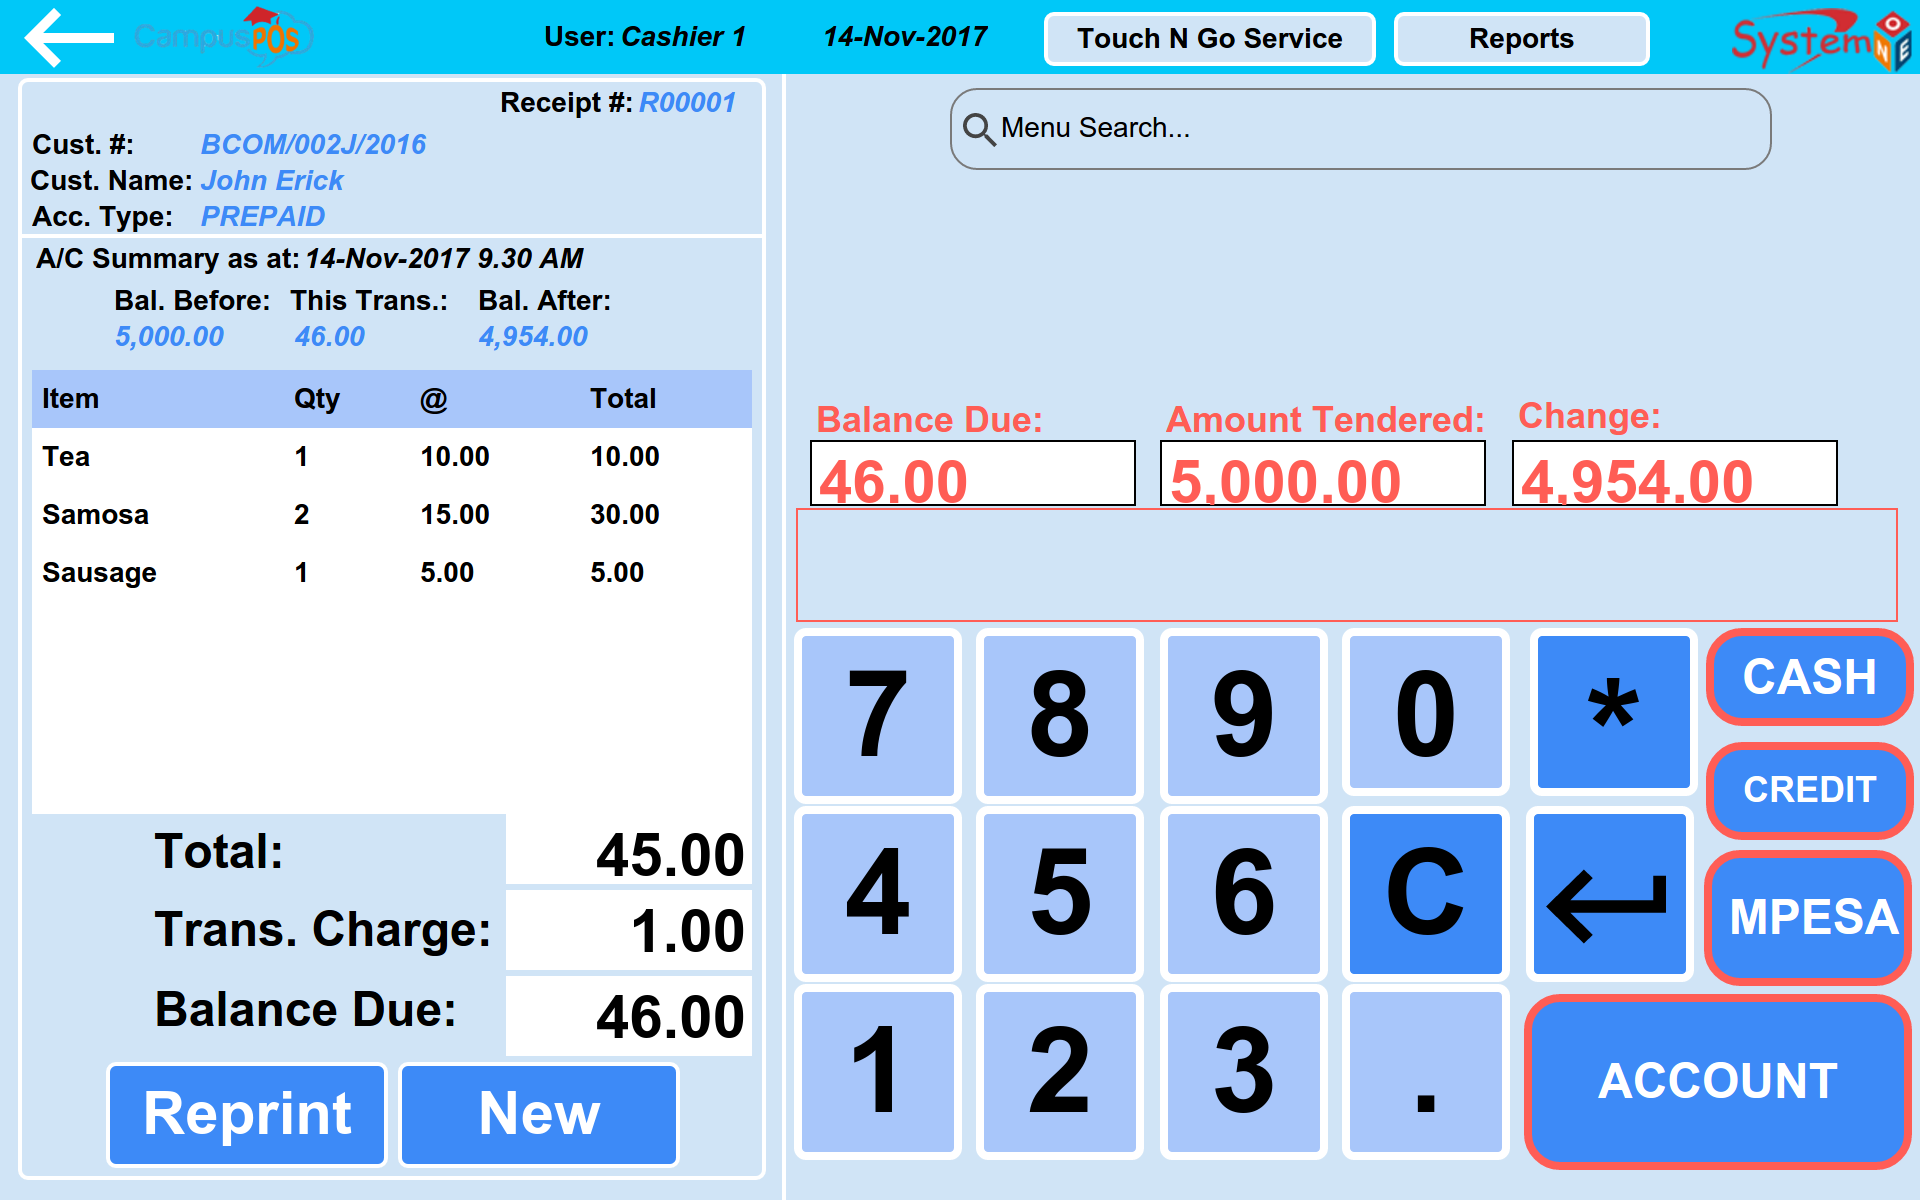 CampusPOS
User: Cashier 1 14-Nov-2017 Touch N Go Service Reports
System ONE
Receipt #: R00001
Cust. #: BCOM/002J/2016
Cust. Name: John Erick
Acc. Type: PREPAID
A/C Summary as at: 14-Nov-2017 9.30 AM
Bal. Before: This Trans.: Bal. After:
5,000.00 46.00 4,954.00
Item Qty @ Total
Tea 1 10.00 10.00
Samosa 2 15.00 30.00
Sausage 1 5.00 5.00
Total: 45.00
Trans. Charge: 1.00
Balance Due: 46.00
Reprint New
Menu Search...
Balance Due: Amount Tendered: Change:
46.00 5,000.00 4,954.00
7 8 9 0 * CASH
CREDIT
4 5 6 C MPESA
1 2 3 . ACCOUNT